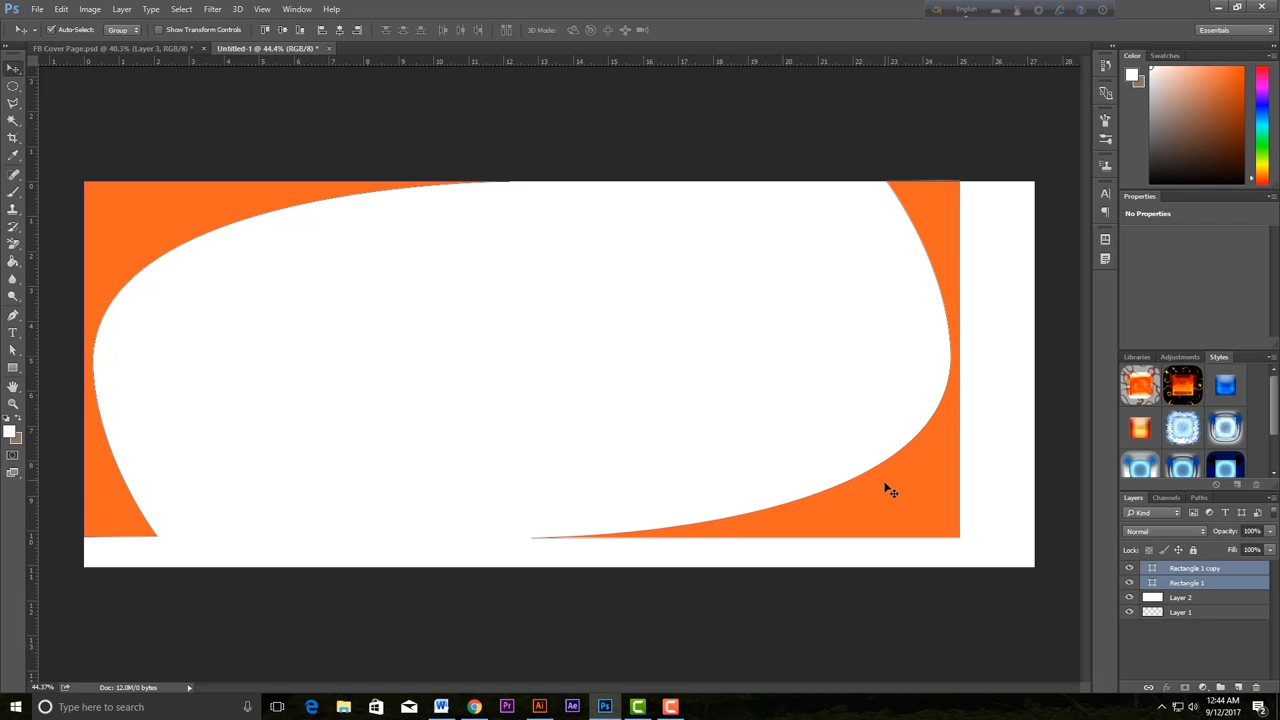 Ps File Edit Image Layer Type Select Filter 3D View Window Help
English
Auto-Select: Group Show Transform Controls 3D Mode: Essentials
FB Cover Page.psd @ 40.3% (Layer 3, RGB/8) * × Untitled-1 @ 44.4% (RGB/8) * ×
Color Swatches
Properties
No Properties
Libraries Adjustments Styles
Layers Channels Paths
Kind
Normal Opacity: 100%
Lock: Fill: 100%
Rectangle 1 copy
Rectangle 1
Layer 2
Layer 1
44.37% Doc: 12.0M/0 bytes
Type here to search
12:44 AM
9/12/2017